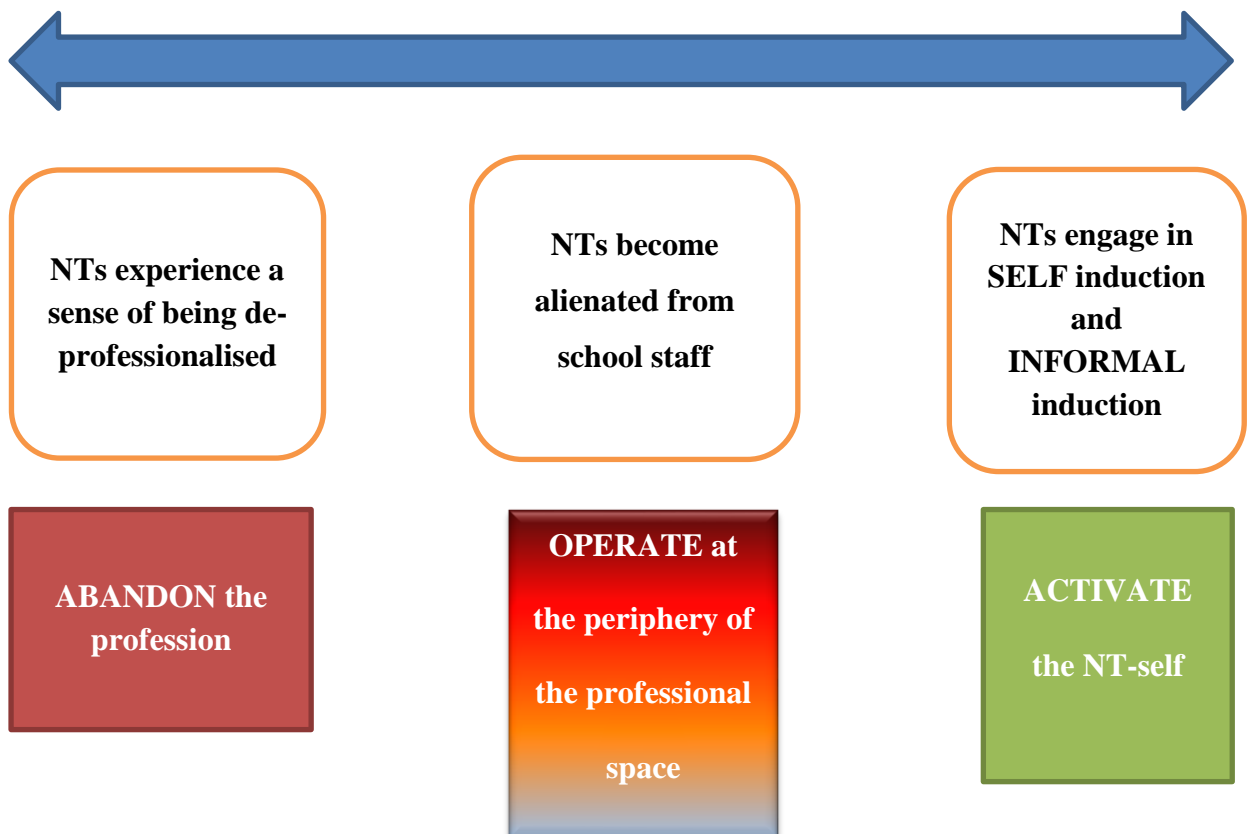 NTs experience a
sense of being de-
professionalised
NTs become
alienated from
school staff
NTs engage in
SELF induction
and
INFORMAL
induction
ABANDON the
profession
OPERATE at
the periphery of
the professional
space
ACTIVATE
the NT-self